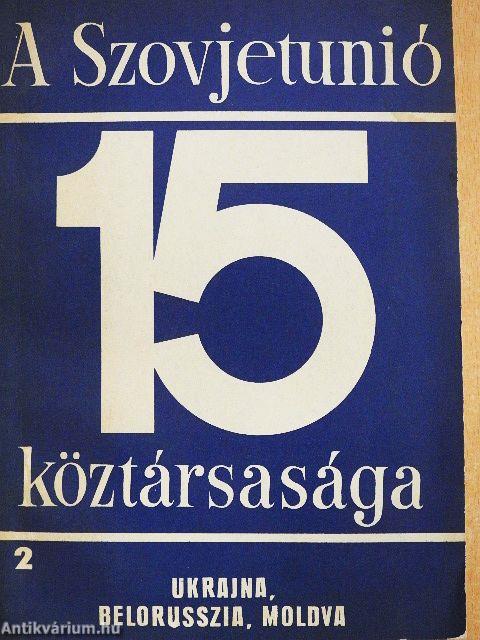 A Szovjetunió
15
köztársasága
2
UKRAJNA,
BELORUSSZIA, MOLDVA
Antikvárium.hu